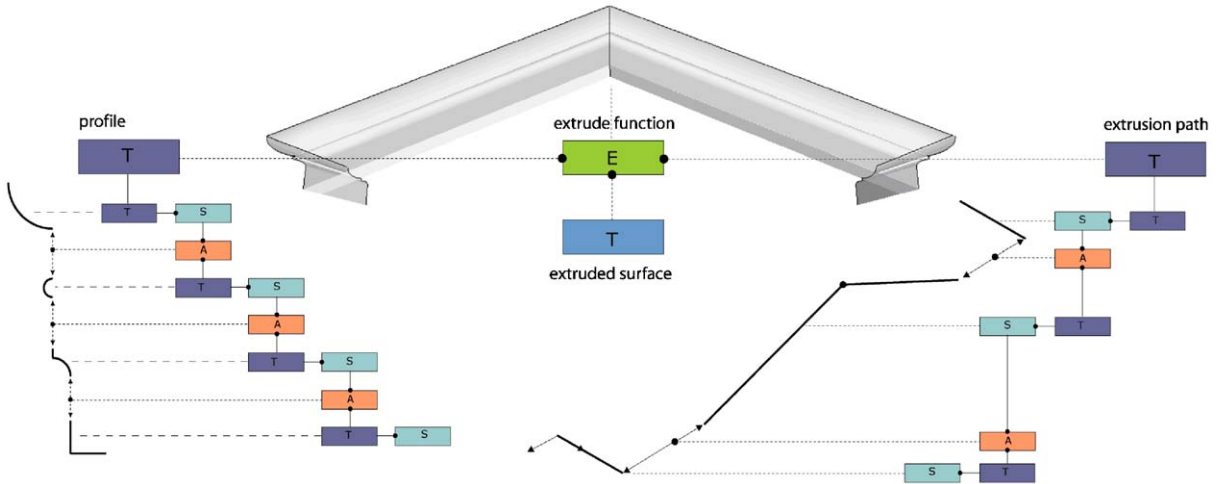 profile
extrude function
extrusion path
T
E
T
T
S
S
T
A
T
A
extruded surface
T
S
A
S
T
T
S
A
A
T
S
S
T